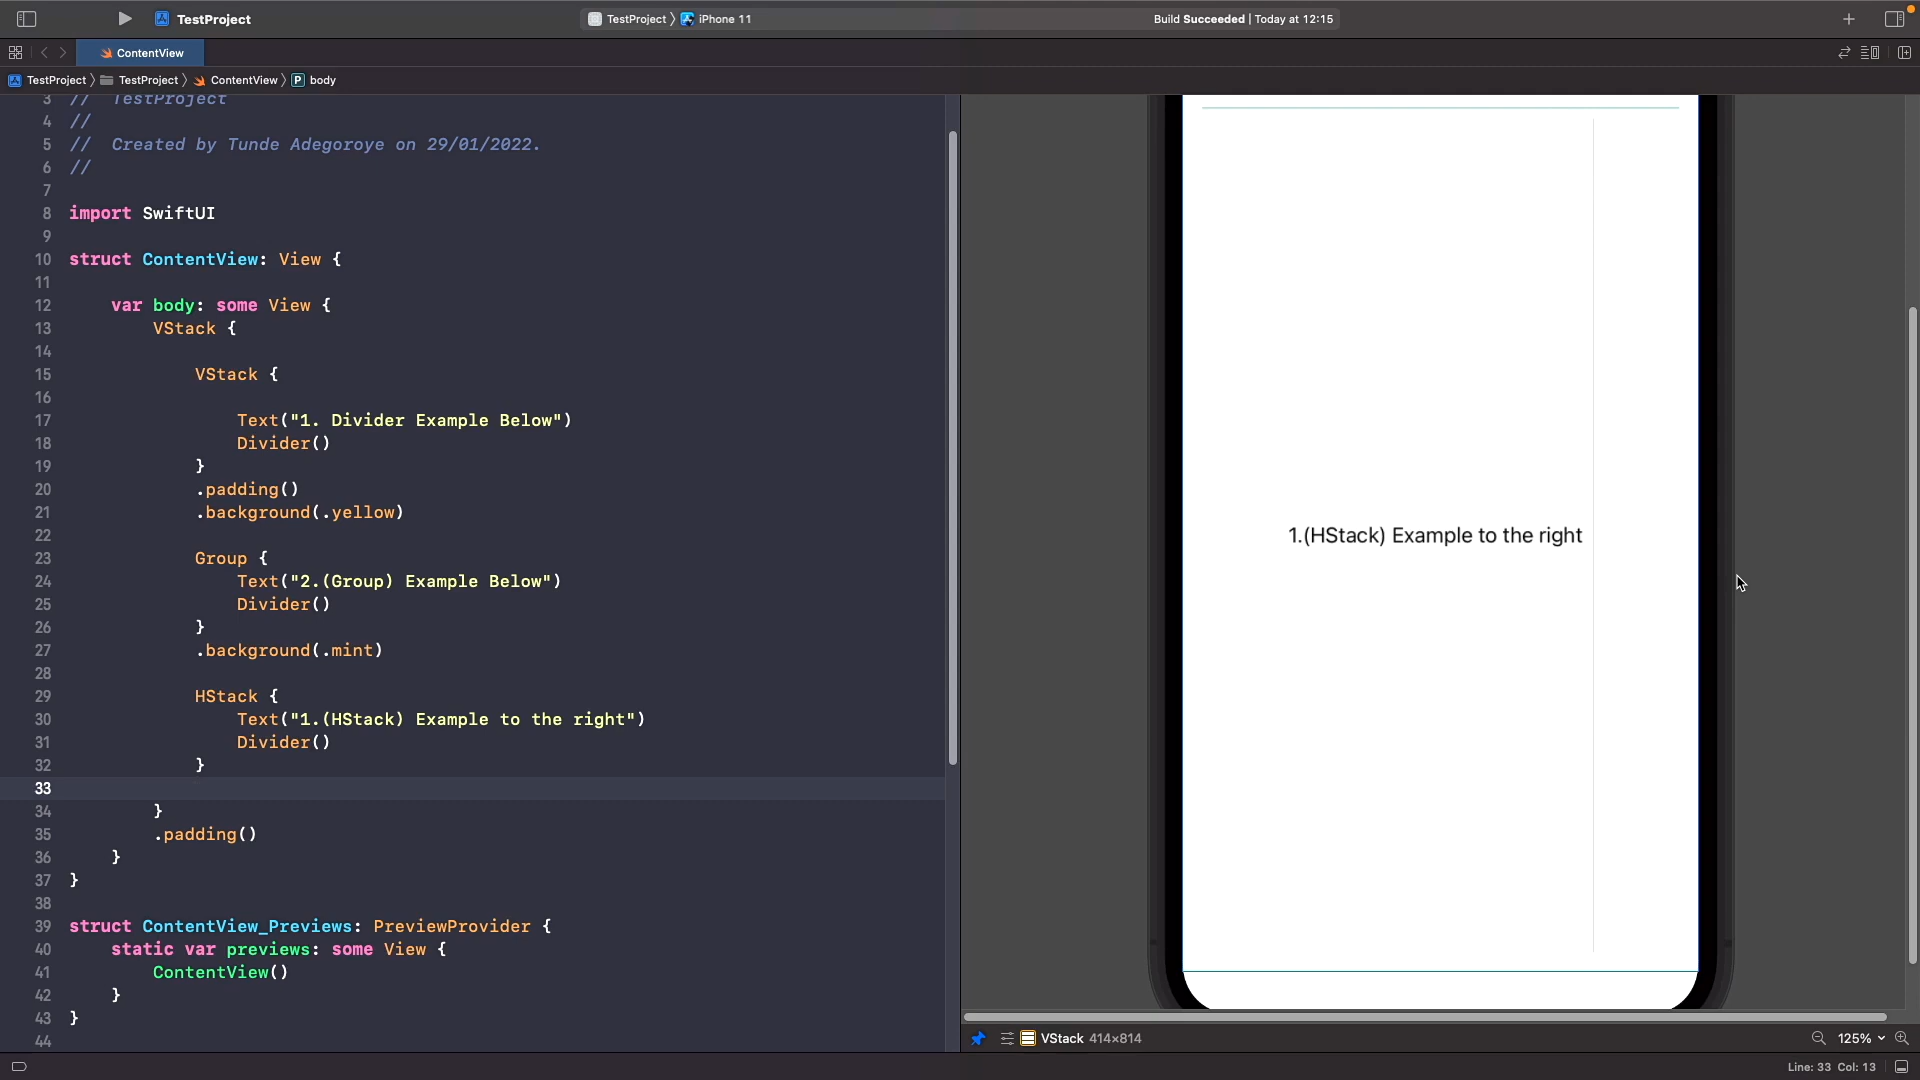 TestProject
TestProject 〉 iPhone 11
Build Succeeded | Today at 12:15
ContentView
TestProject 〉 TestProject 〉 ContentView 〉 P body
3 //  TestProject
4 //
5 //  Created by Tunde Adegoroye on 29/01/2022.
6 //
7
8 import SwiftUI
9
10 struct ContentView: View {
11
12     var body: some View {
13         VStack {
14
15             VStack {
16
17                 Text("1. Divider Example Below")
18                 Divider()
19             }
20             .padding()
21             .background(.yellow)
22
23             Group {
24                 Text("2.(Group) Example Below")
25                 Divider()
26             }
27             .background(.mint)
28
29             HStack {
30                 Text("1.(HStack) Example to the right")
31                 Divider()
32             }
33
34         }
35         .padding()
36     }
37 }
38
39 struct ContentView_Previews: PreviewProvider {
40     static var previews: some View {
41         ContentView()
42     }
43 }
44
1.(HStack) Example to the right
VStack 414×814
125%
Line: 33 Col: 13